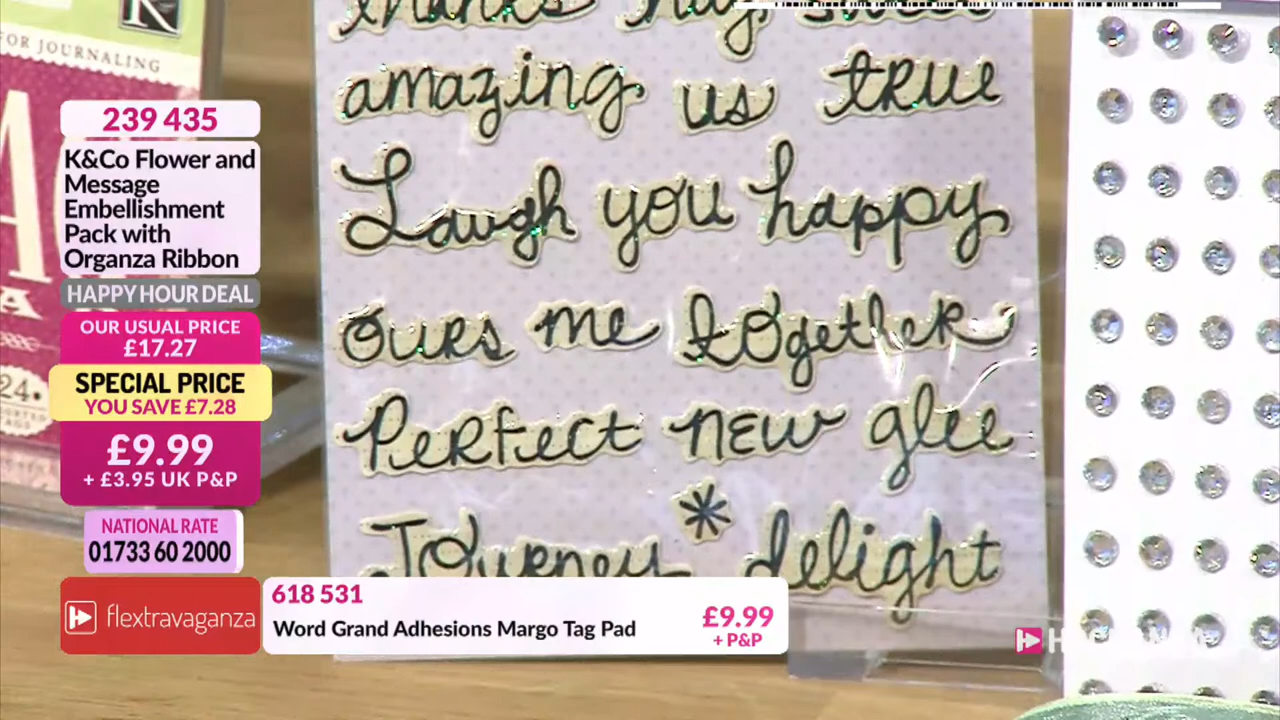 FOR JOURNALING
K
239 435
K&Co Flower and
Message
Embellishment
Pack with
Organza Ribbon
HAPPY HOUR DEAL
OUR USUAL PRICE
£17.27
SPECIAL PRICE
YOU SAVE £7.28
£9.99
+ £3.95 UK P&P
NATIONAL RATE
01733 60 2000
flextravaganza
618 531
Word Grand Adhesions Margo Tag Pad
£9.99
+ P&P
24
amazing us true
Laugh you happy
ours me together
Perfect new glee
Journey * delight